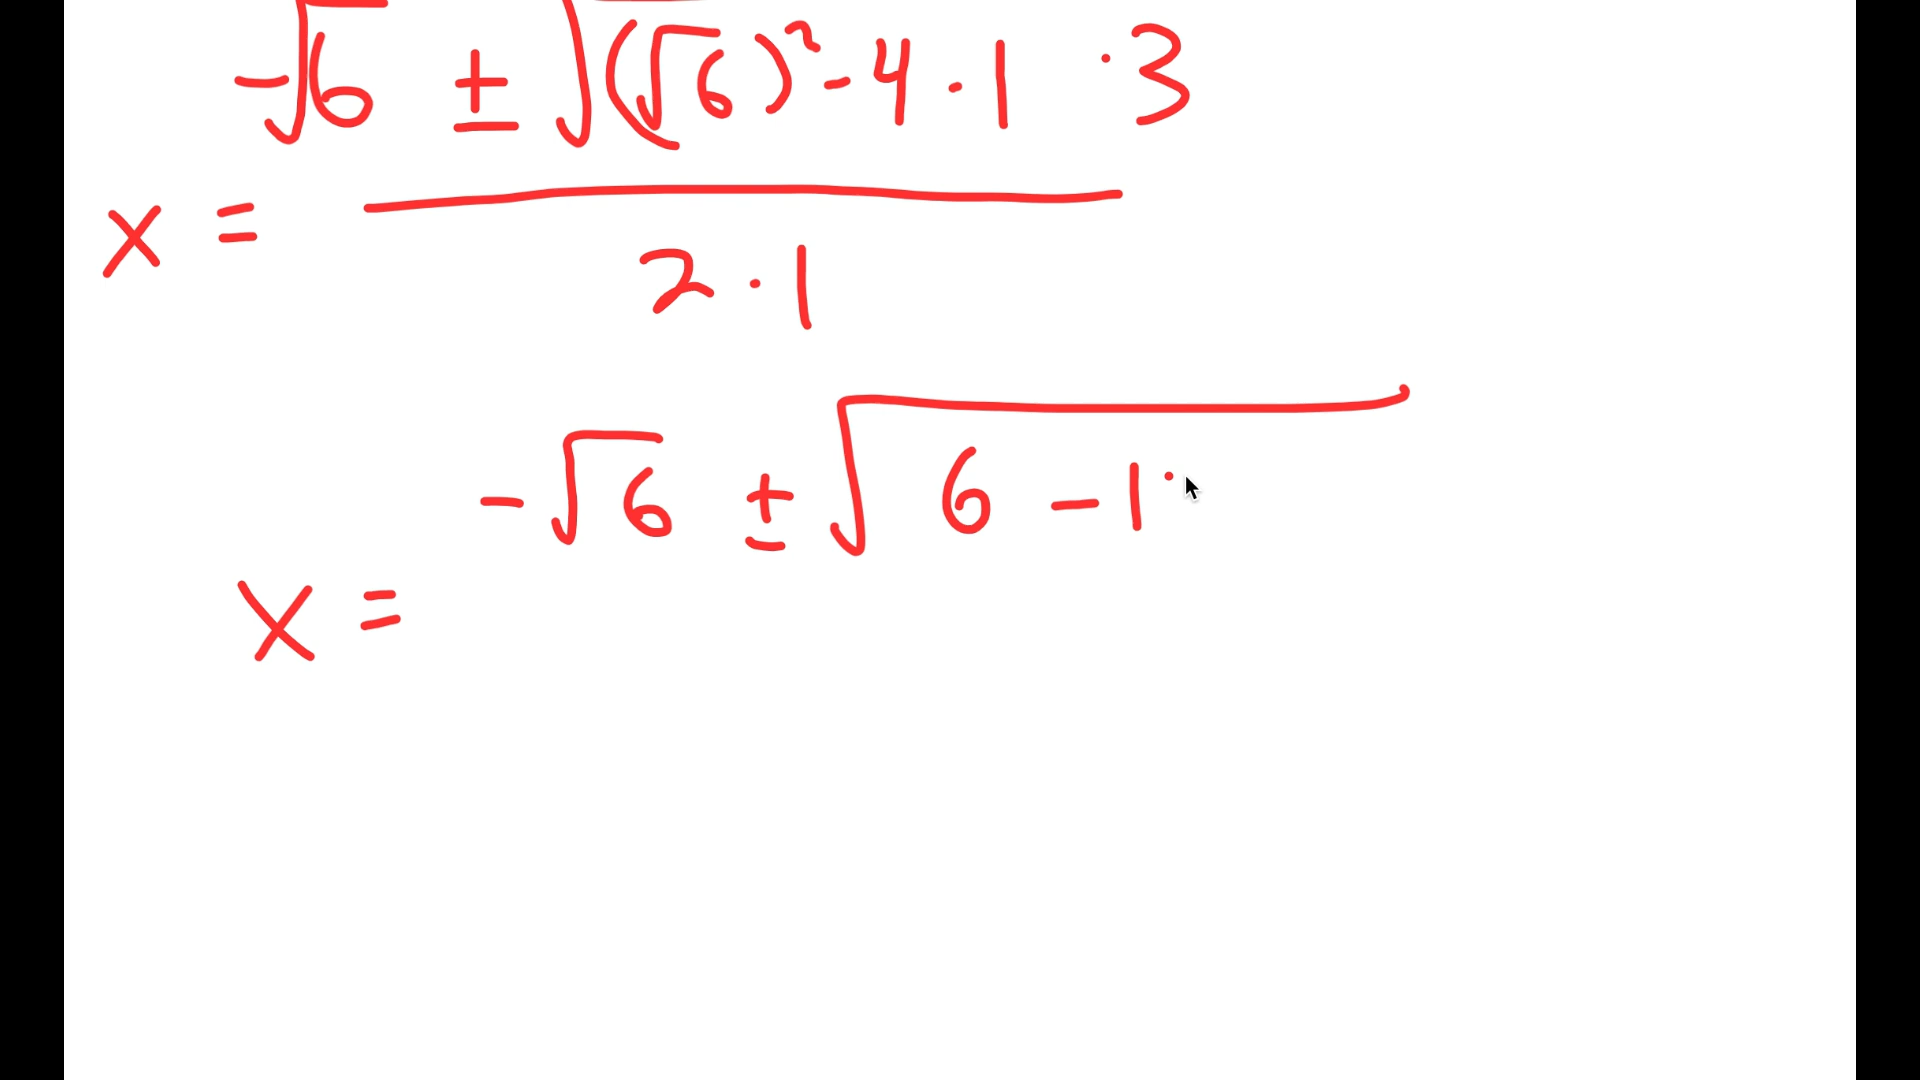 -√6 ± √(√6)² - 4 · 1 · 3
x =
2 · 1
-√6 ± √6 - 1
x =